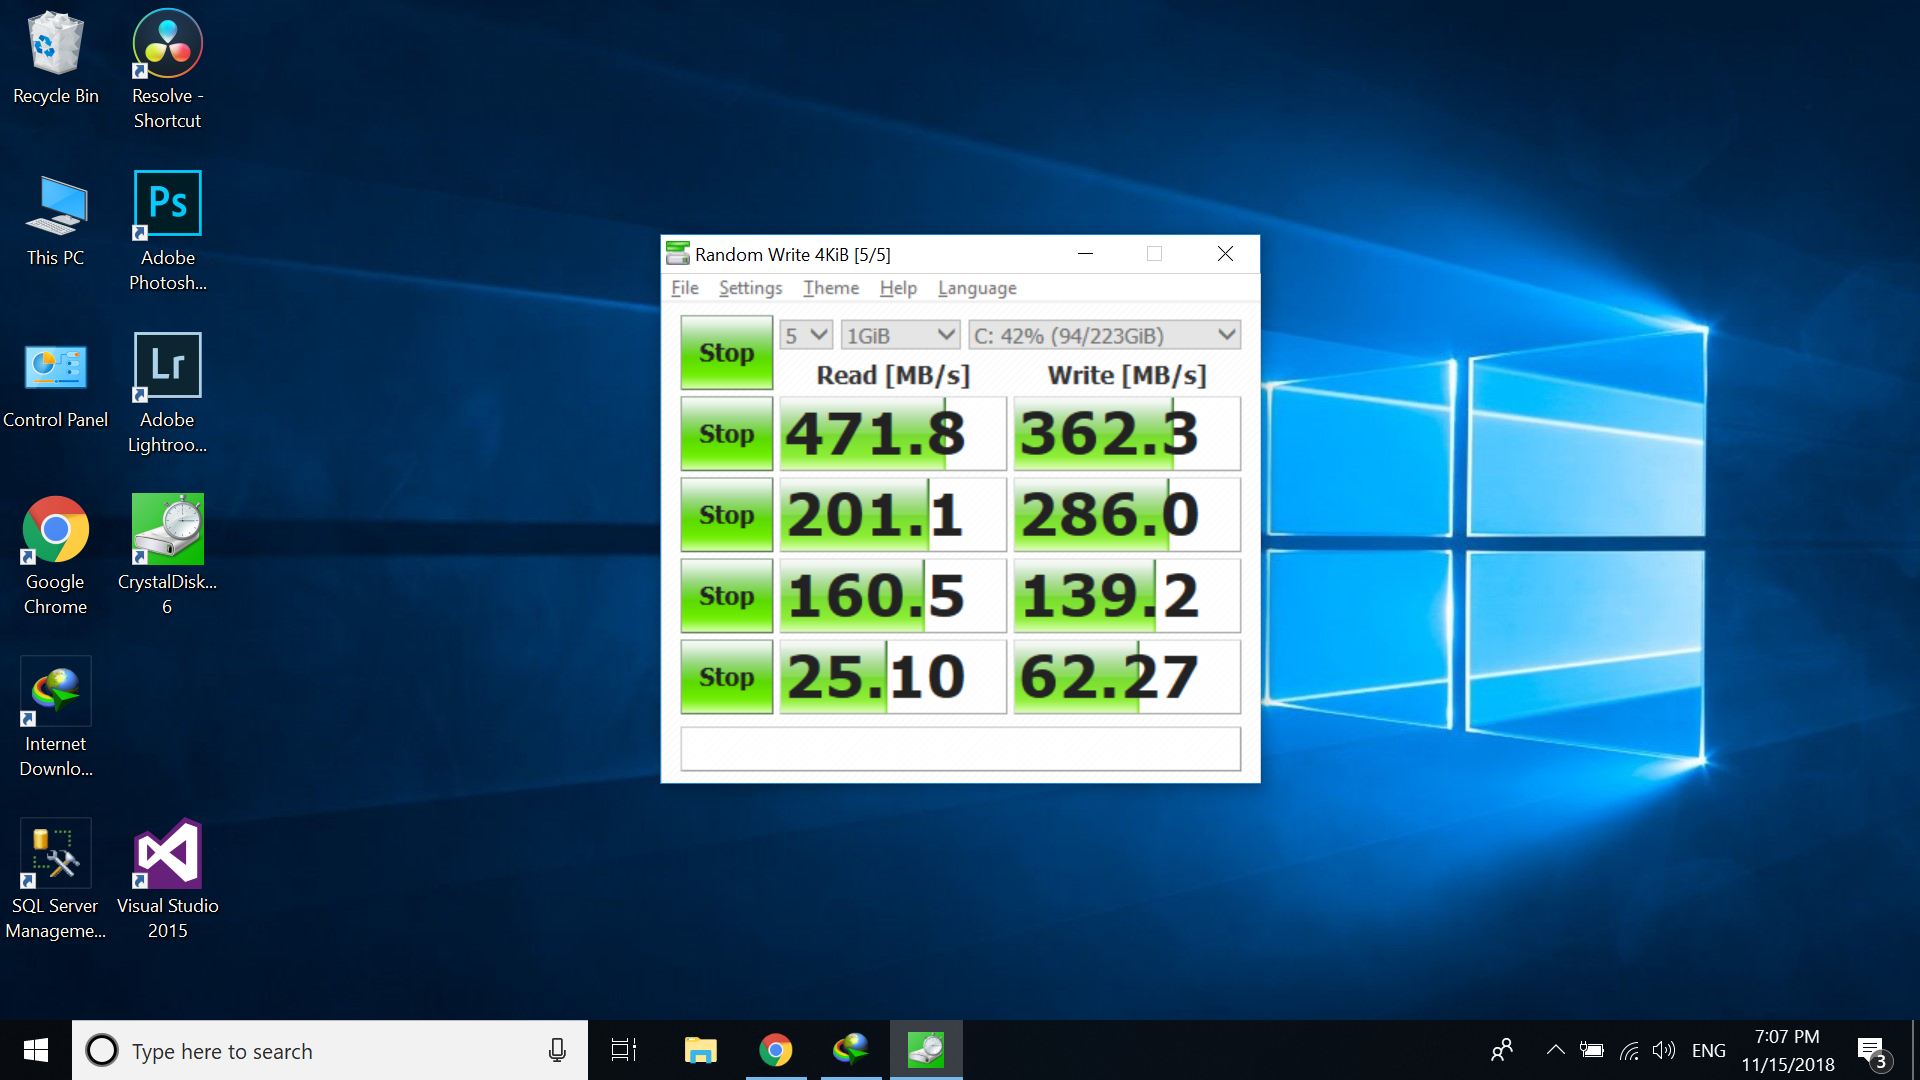 Recycle Bin
Resolve -
Shortcut
This PC
Ps
Adobe
Photosh...
Control Panel
Lr
Adobe
Lightroo...
Google
Chrome
CrystalDisk...
6
Internet
Downlo...
SQL Server
Manageme...
Visual Studio
2015
Random Write 4KiB [5/5]
File Settings Theme Help Language
Stop 5 1GiB C: 42% (94/223GiB)
Read [MB/s] Write [MB/s]
Stop 471.8 362.3
Stop 201.1 286.0
Stop 160.5 139.2
Stop 25.10 62.27
Type here to search
ENG
7:07 PM
11/15/2018
3